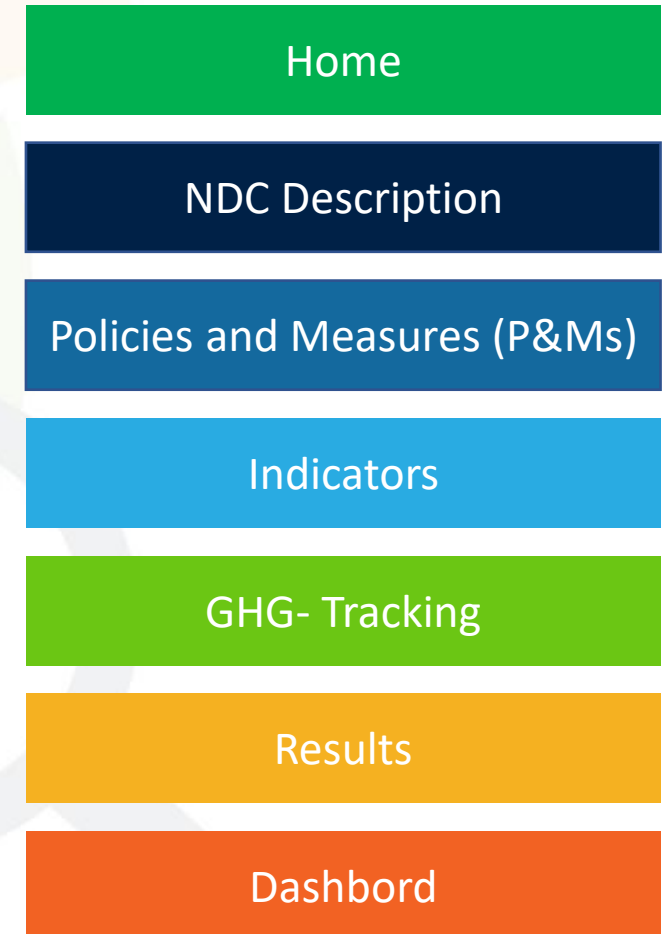 Home
NDC Description
Policies and Measures (P&Ms)
Indicators
GHG- Tracking
Results
Dashbord